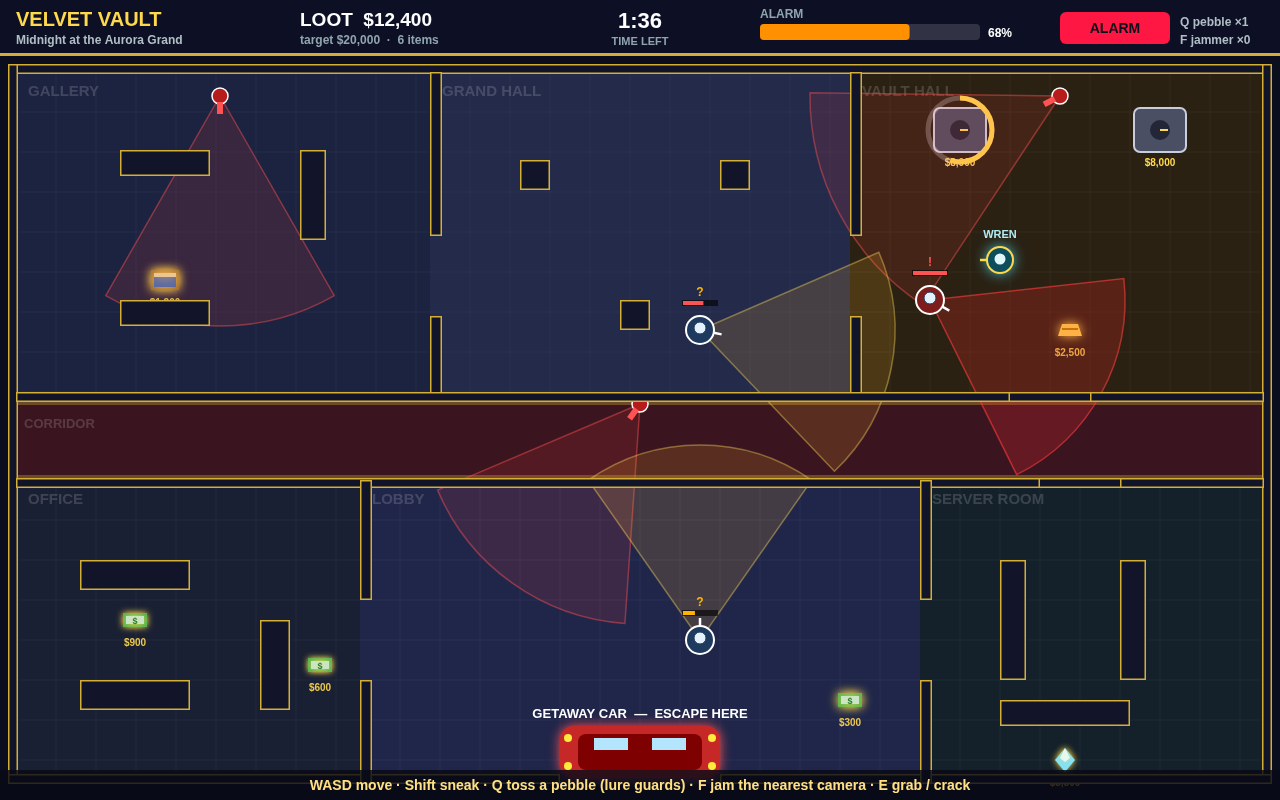 VELVET VAULT
Midnight at the Aurora Grand
LOOT $12,400
target $20,000 · 6 items
1:36
TIME LEFT
ALARM
68%
ALARM
Q pebble ×1
F jammer ×0
GALLERY
GRAND HALL
VAULT HALL
$8,000
$8,000
WREN
!
?
$2,500
CORRIDOR
OFFICE
LOBBY
SERVER ROOM
?
$
$900
$
$600
$
$300
GETAWAY CAR — ESCAPE HERE
WASD move · Shift sneak · Q toss a pebble (lure guards) · F jam the nearest camera · E grab / crack